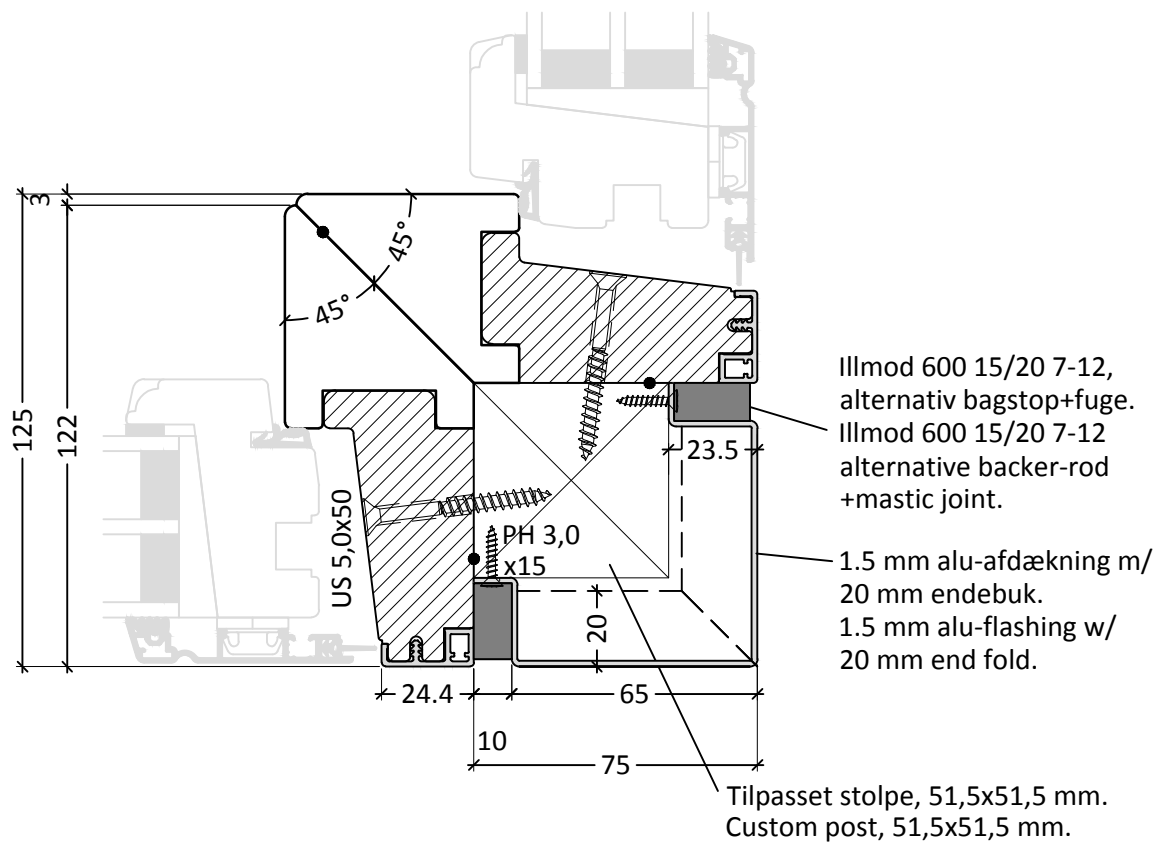 3
45°
45°
125
122
Illmod 600 15/20 7-12,
alternativ bagstop+fuge.
Illmod 600 15/20 7-12
alternative backer-rod
+mastic joint.
23.5
US 5,0x50
PH 3,0
x15
1.5 mm alu-afdækning m/
20 mm endebuk.
1.5 mm alu-flashing w/
20 mm end fold.
20
24.4
65
10
75
Tilpasset stolpe, 51,5x51,5 mm.
Custom post, 51,5x51,5 mm.